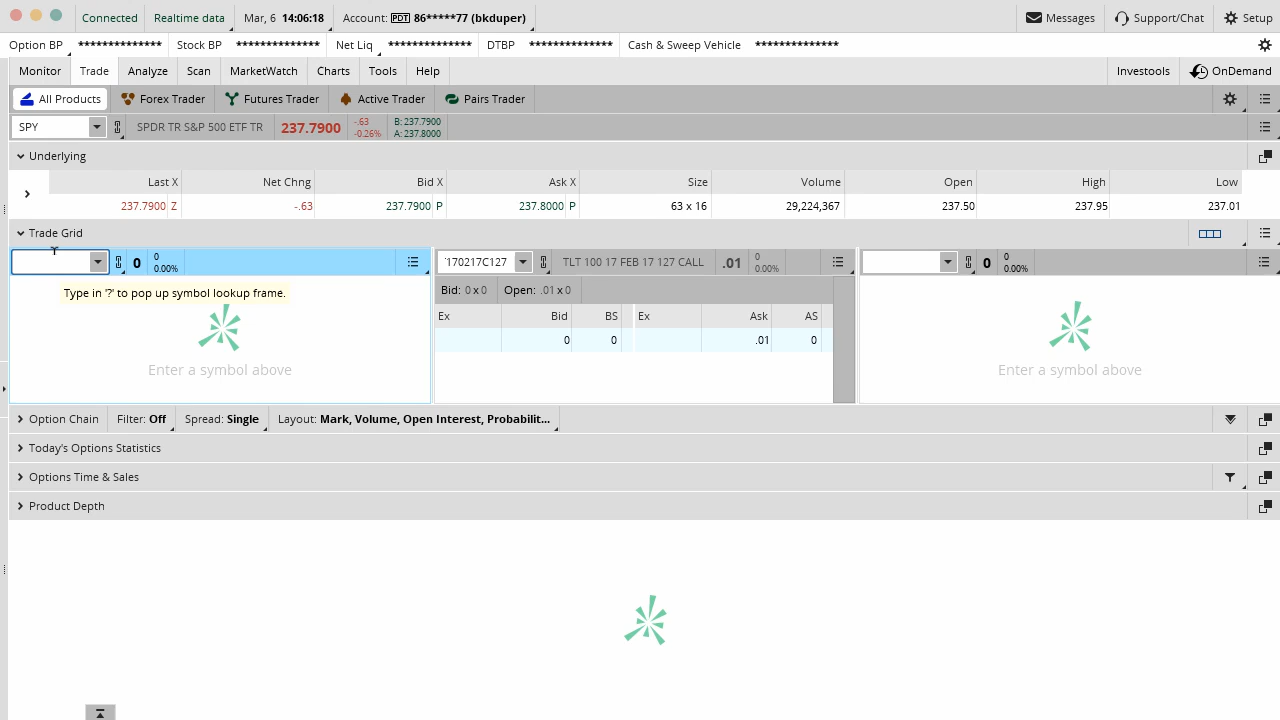 Connected Realtime data Mar, 6 14:06:18 Account: PDT 86*****77 (bkduper) Messages Support/Chat Setup
Option BP ************** Stock BP ************** Net Liq ************** DTBP ************** Cash & Sweep Vehicle **************
Monitor Trade Analyze Scan MarketWatch Charts Tools Help Investools OnDemand
All Products Forex Trader Futures Trader Active Trader Pairs Trader
SPY SPDR TR S&P 500 ETF TR 237.7900 -.63 B: 237.7900
-0.26% A: 237.8000
Underlying
Last X Net Chng Bid X Ask X Size Volume Open High Low
237.7900 Z -.63 237.7900 P 237.8000 P 63 x 16 29,224,367 237.50 237.95 237.01
Trade Grid
0 0 170217C127 TLT 100 17 FEB 17 127 CALL .01 0 0 0
0.00% 0.00% 0.00%
Type in '?' to pop up symbol lookup frame. Bid: 0 x 0 Open: .01 x 0
Ex Bid BS Ex Ask AS
0 0 .01 0
Enter a symbol above Enter a symbol above
Option Chain Filter: Off Spread: Single Layout: Mark, Volume, Open Interest, Probabilit...
Today's Options Statistics
Options Time & Sales
Product Depth